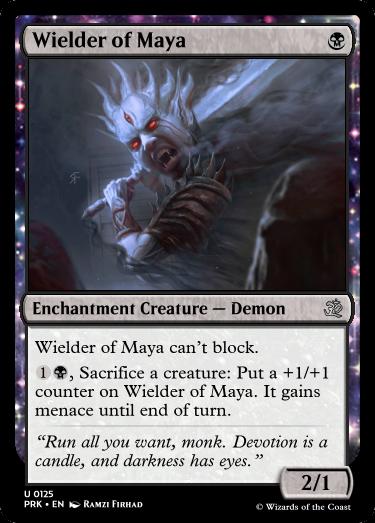 Wielder of Maya
Enchantment Creature — Demon
Wielder of Maya can't block.
1, Sacrifice a creature: Put a +1/+1
counter on Wielder of Maya. It gains
menace until end of turn.
“Run all you want, monk. Devotion is a
candle, and darkness has eyes.”
2/1
U 0125
PRK • EN Ramzi Firhad
© Wizards of the Coast